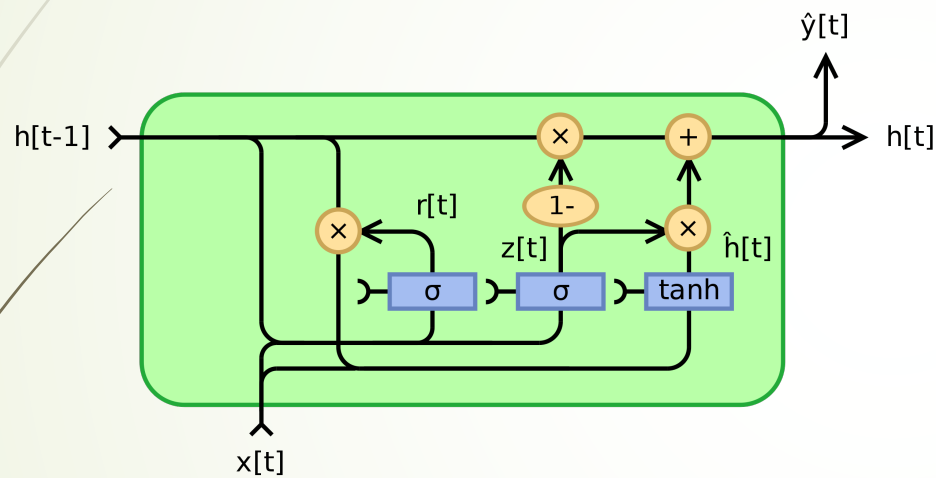 ŷ[t]
h[t-1]
×
+
h[t]
1-
r[t]
×
×
z[t]
ĥ[t]
σ
σ
tanh
x[t]